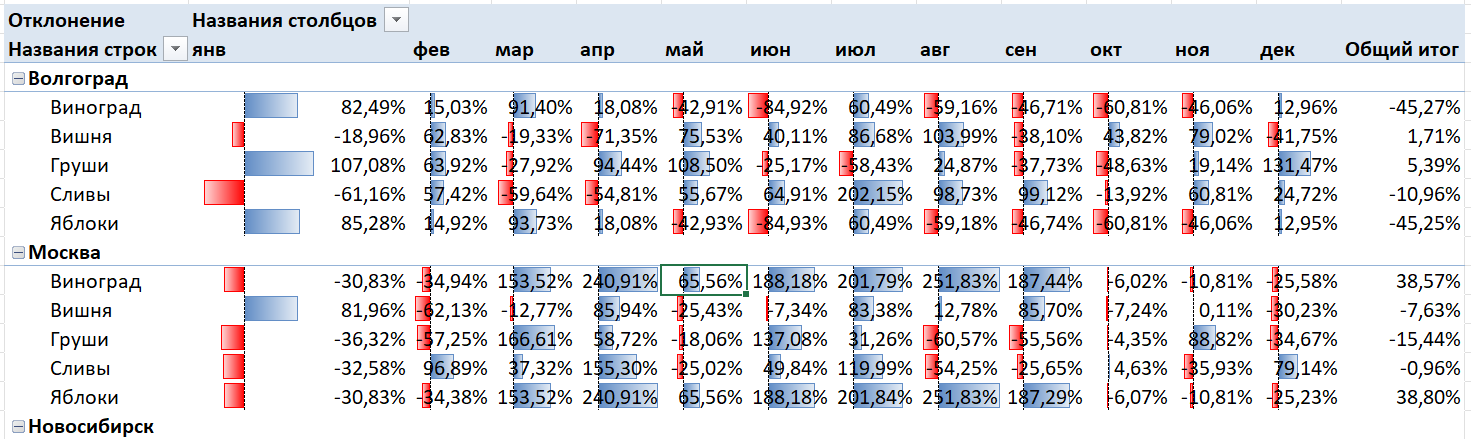 Отклонение Названия столбцов
Названия строк янв фев мар апр май июн июл авг сен окт ноя дек Общий итог
Волгоград
Виноград 82,49% 15,03% 91,40% 18,08% -42,91% -84,92% 60,49% -59,16% -46,71% -60,81% -46,06% 12,96% -45,27%
Вишня -18,96% 62,83% -19,33% -71,35% 75,53% 40,11% 86,68% 103,99% -38,10% 43,82% 79,02% -41,75% 1,71%
Груши 107,08% 63,92% -27,92% 94,44% 108,50% -25,17% -58,43% 24,87% -37,73% -48,63% 19,14% 131,47% 5,39%
Сливы -61,16% 57,42% -59,64% -54,81% 55,67% 64,91% 202,15% 98,73% 99,12% -13,92% 60,81% 24,72% -10,96%
Яблоки 85,28% 14,92% 93,73% 18,08% -42,93% -84,93% 60,49% -59,18% -46,74% -60,81% -46,06% 12,95% -45,25%
Москва
Виноград -30,83% -34,94% 153,52% 240,91% 65,56% 188,18% 201,79% 251,83% 187,44% -6,02% -10,81% -25,58% 38,57%
Вишня 81,96% -62,13% -12,77% 85,94% -25,43% -7,34% 83,38% 12,78% 85,70% -7,24% 0,11% -30,23% -7,63%
Груши -36,32% -57,25% 166,61% 58,72% -18,06% 137,08% 31,26% -60,57% -55,56% -4,35% 88,82% -34,67% -15,44%
Сливы -32,58% 96,89% 37,32% 155,30% -25,02% 49,84% 119,99% -54,25% -25,65% 4,63% -35,93% 79,14% -0,96%
Яблоки -30,83% -34,38% 153,52% 240,91% 65,56% 188,18% 201,84% 251,83% 187,29% -6,07% -10,81% -25,23% 38,80%
Новосибирск